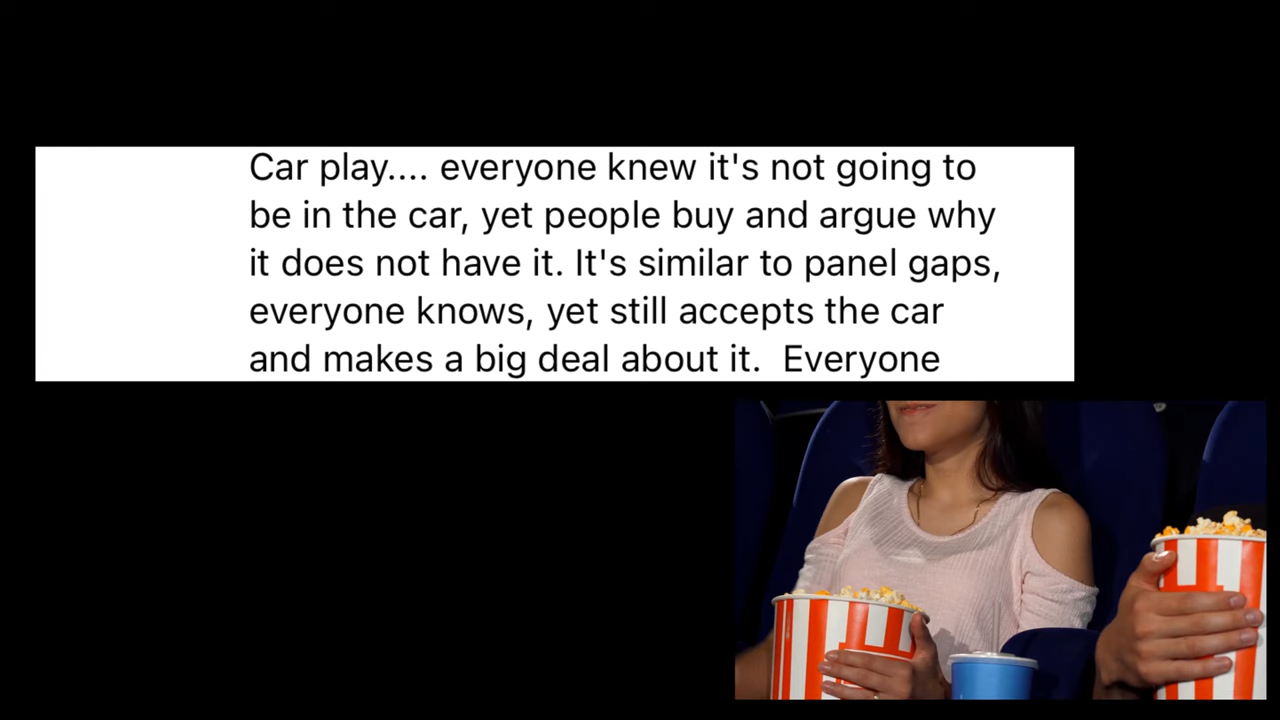 Car play.... everyone knew it's not going to
be in the car, yet people buy and argue why
it does not have it. It's similar to panel gaps,
everyone knows, yet still accepts the car
and makes a big deal about it.  Everyone